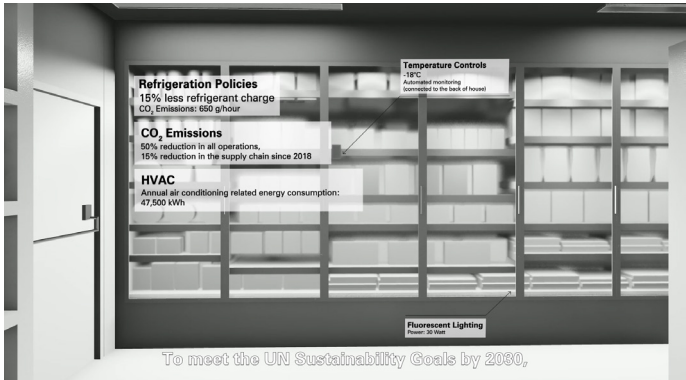 Refrigeration Policies
15% less refrigerant charge
CO₂ Emissions: 650 g/hour
CO₂ Emissions
50% reduction in all operations,
15% reduction in the supply chain since 2018
HVAC
Annual air conditioning related energy consumption:
47,500 kWh
Temperature Controls
-18°C
Automated monitoring
(connected to the back of house)
Fluorescent Lighting
Power: 30 Watt
To meet the UN Sustainability Goals by 2030,